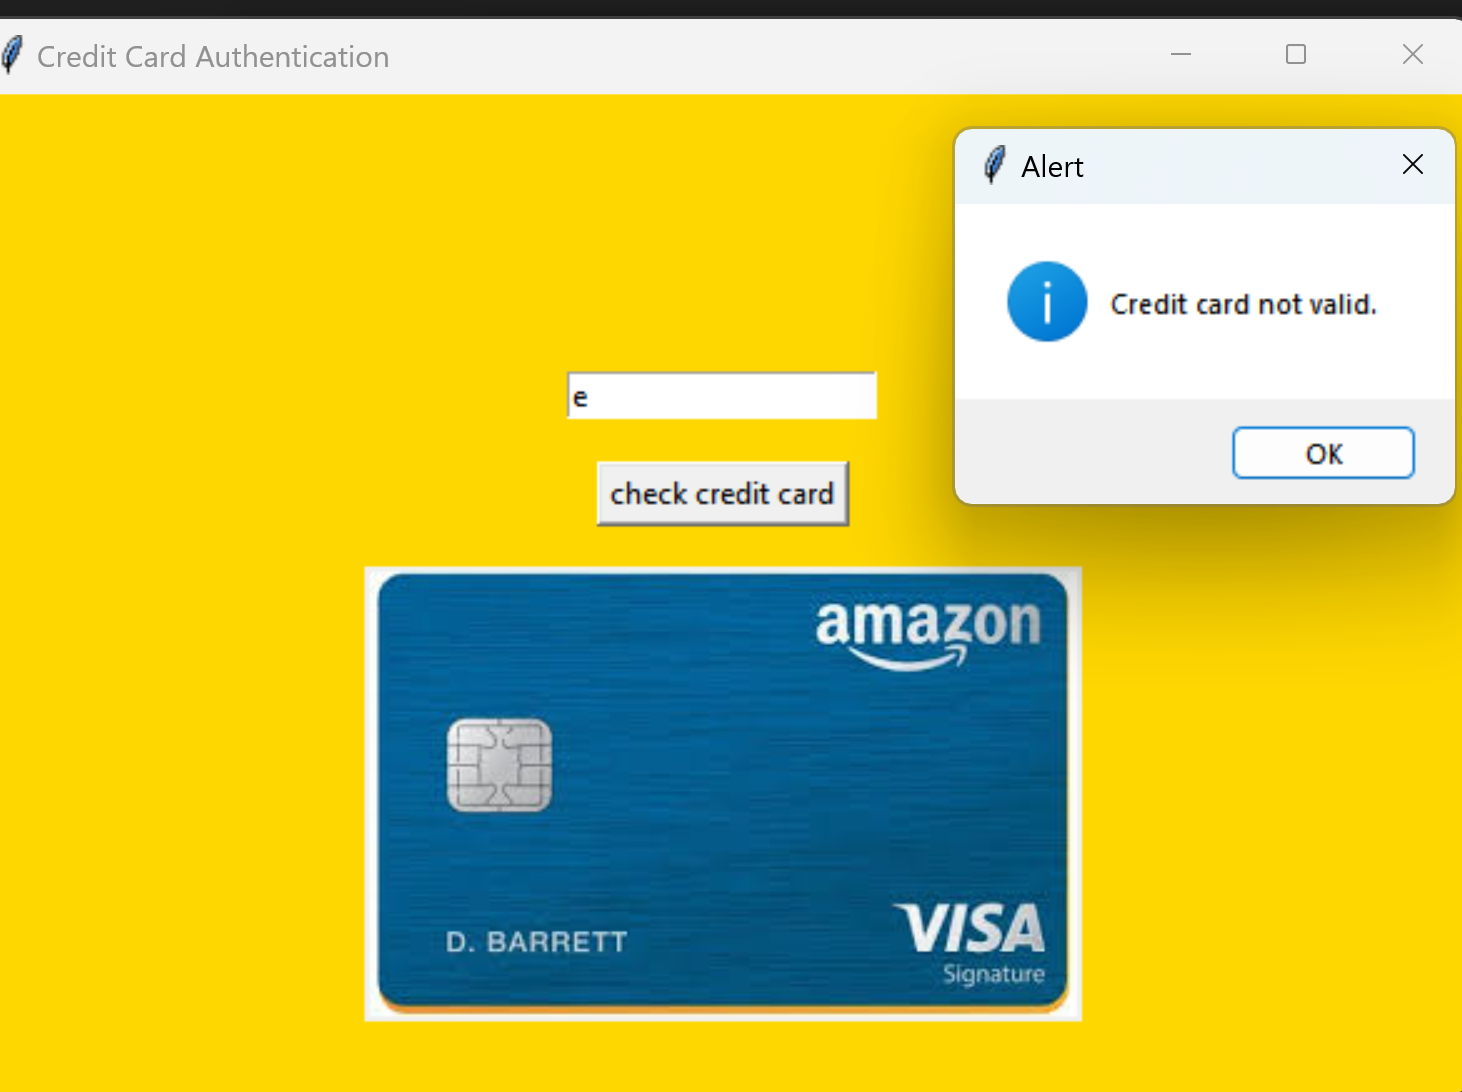 Credit Card Authentication
Alert
Credit card not valid.
OK
e
check credit card
amazon
D. BARRETT
VISA
Signature